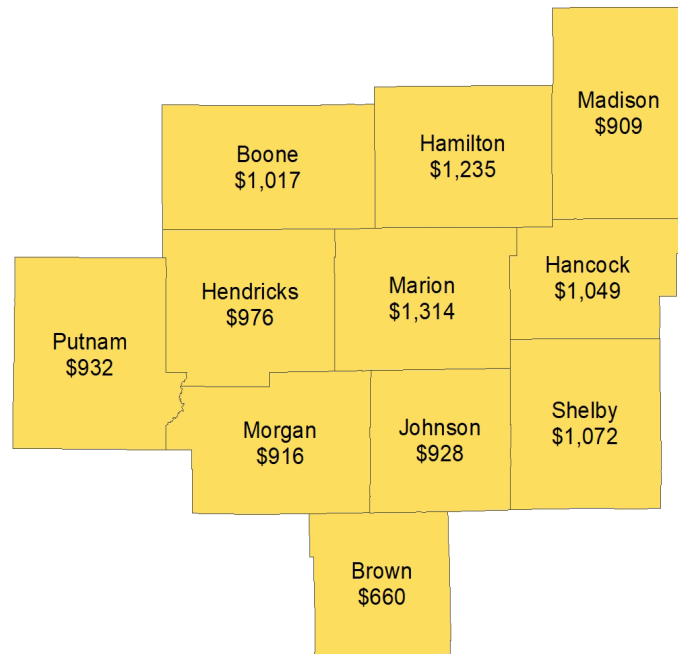 Madison
$909
Hamilton
$1,235
Boone
$1,017
Hancock
$1,049
Marion
$1,314
Hendricks
$976
Putnam
$932
Shelby
$1,072
Johnson
$928
Morgan
$916
Brown
$660